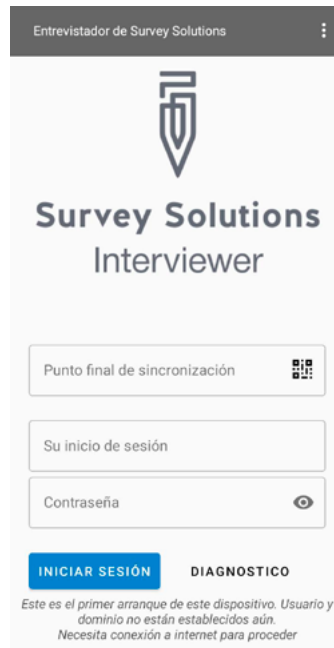 Entrevistador de Survey Solutions
Survey Solutions
Interviewer
Punto final de sincronización
Su inicio de sesión
Contraseña
INICIAR SESIÓN DIAGNOSTICO
Este es el primer arranque de este dispositivo. Usuario y
dominio no están establecidos aún.
Necesita conexión a internet para proceder